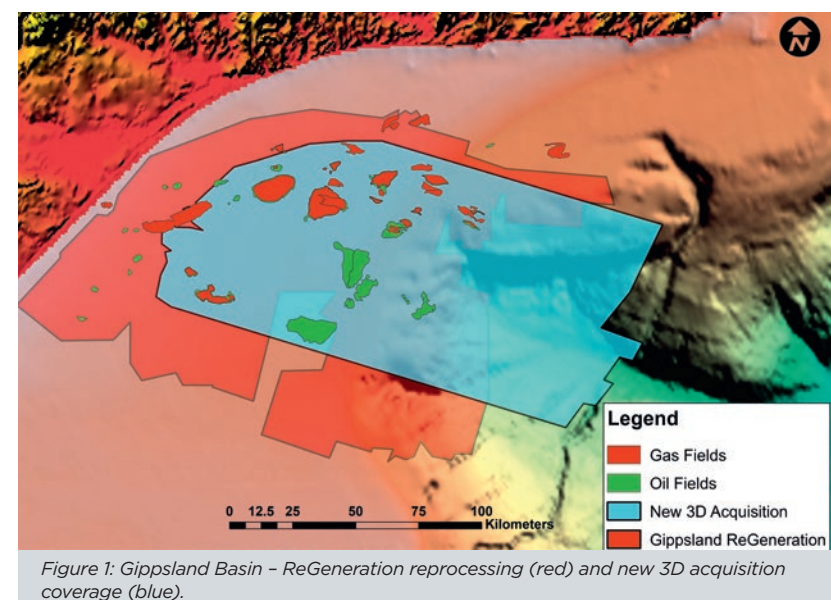 N
Legend
Gas Fields
Oil Fields
New 3D Acquisition
Gippsland ReGeneration
0 12.5 25 50 75 100
Kilometers
Figure 1: Gippsland Basin – ReGeneration reprocessing (red) and new 3D acquisition
coverage (blue).